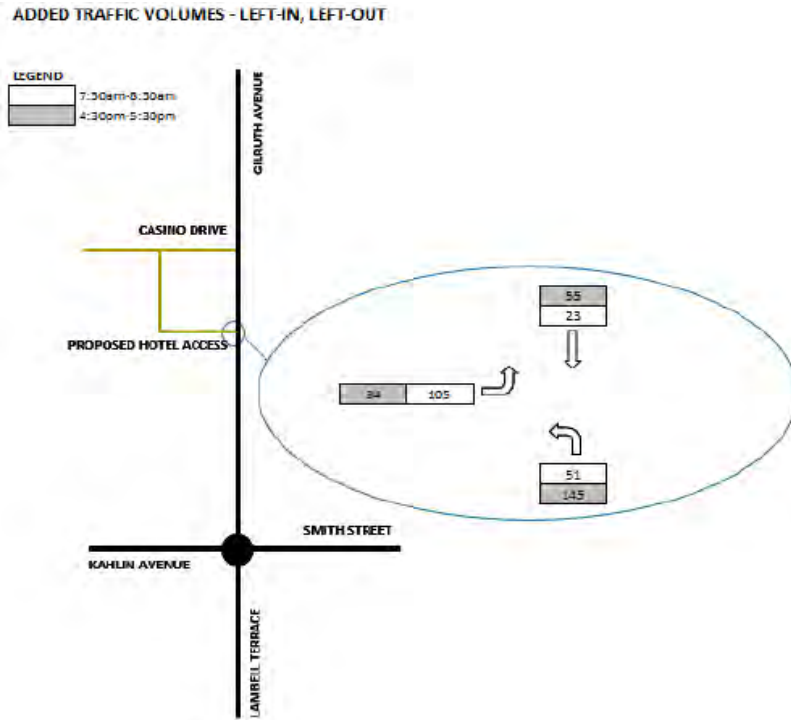 ADDED TRAFFIC VOLUMES - LEFT-IN, LEFT-OUT
LEGEND
7:30am-8:30am
4:30pm-5:30pm
GILRUTH AVENUE
CASINO DRIVE
PROPOSED HOTEL ACCESS
55
23
105
51
145
SMITH STREET
KAHLIN AVENUE
LAMBELL TERRACE